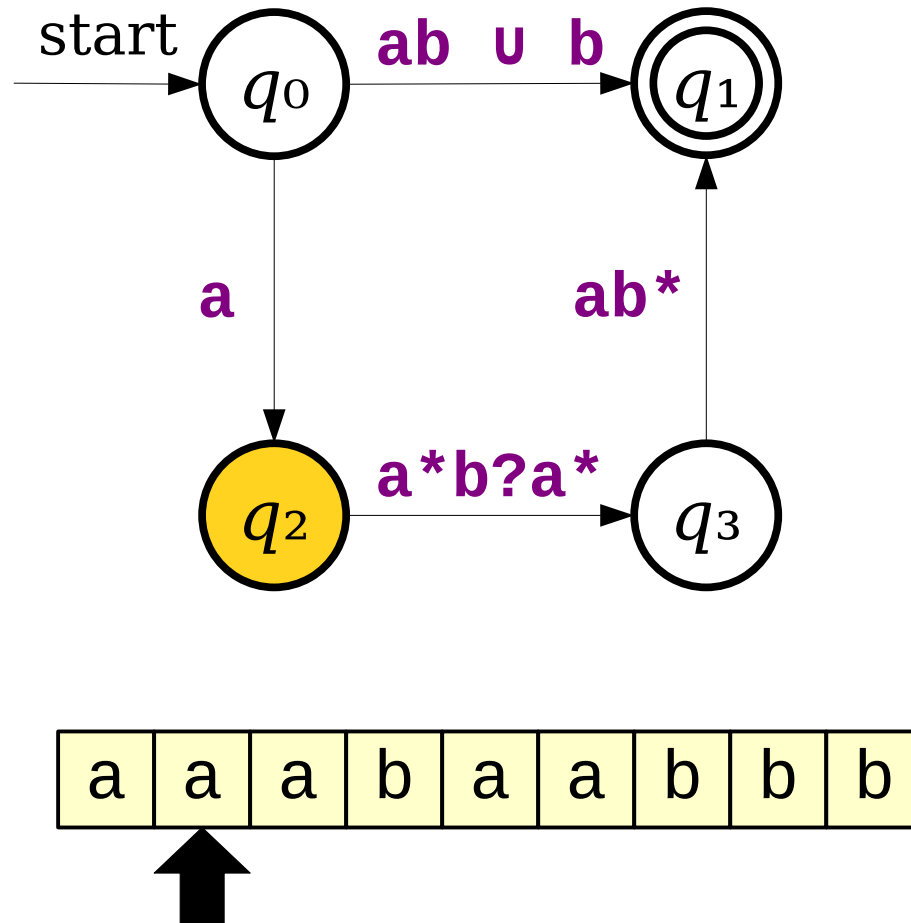 start
q₀
ab ∪ b
q₁
a
ab*
q₂
a*b?a*
q₃
a a a b a a b b b